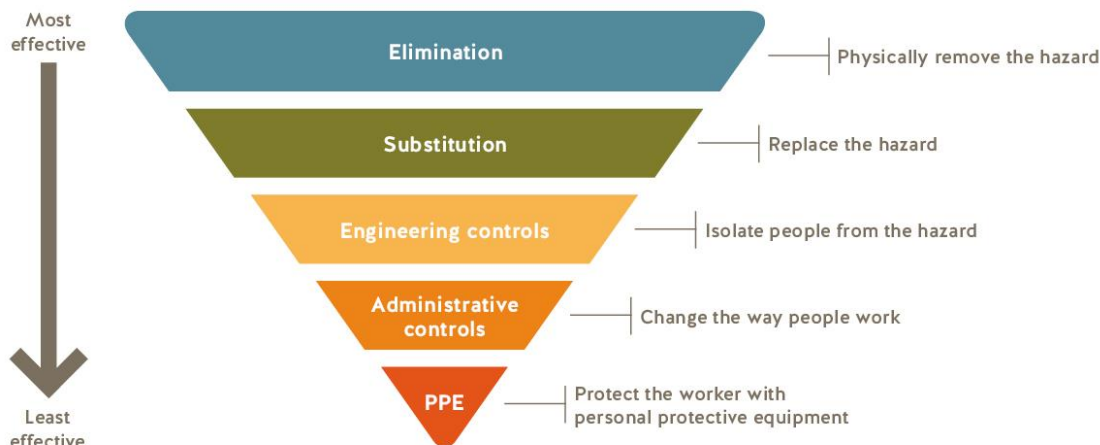 Most
effective
Elimination
Physically remove the hazard
Substitution
Replace the hazard
Engineering controls
Isolate people from the hazard
Administrative
controls
Change the way people work
PPE
Protect the worker with
personal protective equipment
Least
effective